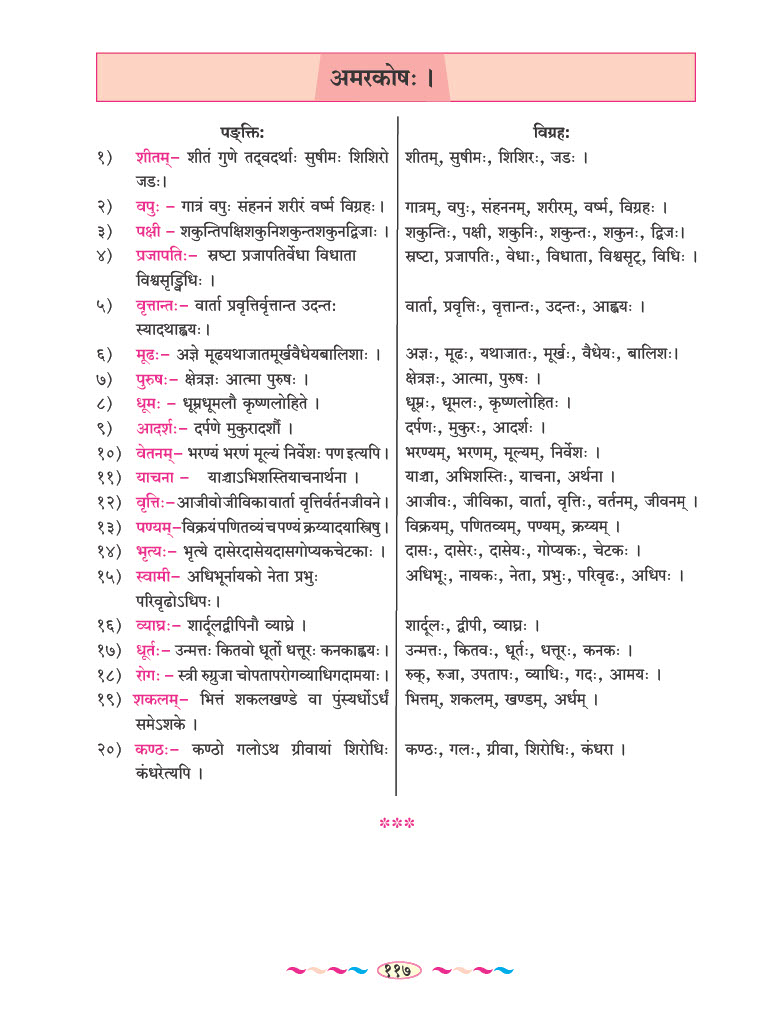 अमरकोषः ।
पङ्क्तिः विग्रहः
१) शीतम्– शीतं गुणे तद्वदर्थाः सुषीमः शिशिरो शीतम्, सुषीमः, शिशिरः, जडः ।
जडः।
२) वपुः – गात्रं वपुः संहननं शरीरं वर्ष्म विग्रहः। गात्रम्, वपुः, संहननम्, शरीरम्, वर्ष्म, विग्रहः ।
३) पक्षी – शकुन्तिपक्षिशकुनिशकुन्तशकुनद्विजाः । शकुन्तिः, पक्षी, शकुनिः, शकुन्तः, शकुनः, द्विजः।
४) प्रजापतिः– स्रष्टा प्रजापतिर्वेधा विधाता स्रष्टा, प्रजापतिः, वेधाः, विधाता, विश्वसृट्, विधिः ।
विश्वसृड्विधिः ।
५) वृत्तान्तः– वार्ता प्रवृत्तिर्वृत्तान्त उदन्तः वार्ता, प्रवृत्तिः, वृत्तान्तः, उदन्तः, आह्वयः ।
स्यादथाह्वयः।
६) मूढः– अज्ञे मूढयथाजातमूर्खवैधेयबालिशाः । अज्ञः, मूढः, यथाजातः, मूर्खः, वैधेयः, बालिशः।
७) पुरुषः– क्षेत्रज्ञः आत्मा पुरुषः । क्षेत्रज्ञः, आत्मा, पुरुषः ।
८) धूमः – धूम्रधूमलौ कृष्णलोहिते । धूम्रः, धूमलः, कृष्णलोहितः ।
९) आदर्शः– दर्पणे मुकुरादर्शौ । दर्पणः, मुकुरः, आदर्शः ।
१०) वेतनम्– भरण्यं भरणं मूल्यं निर्वेशः पण इत्यपि। भरण्यम्, भरणम्, मूल्यम्, निर्वेशः ।
११) याचना – याञ्चाऽभिशस्तियाचनार्थना । याञ्चा, अभिशस्तिः, याचना, अर्थना ।
१२) वृत्तिः–आजीवो जीविका वार्ता वृत्तिर्वर्तनजीवने। आजीवः, जीविका, वार्ता, वृत्तिः, वर्तनम्, जीवनम् ।
१३) पण्यम्–विक्रयं पणितव्यं च पण्यं क्रय्यादयास्त्रिषु। विक्रयम्, पणितव्यम्, पण्यम्, क्रय्यम् ।
१४) भृत्यः– भृत्ये दासेरदासेयदासगोप्यकचेटकाः । दासः, दासेरः, दासेयः, गोप्यकः, चेटकः ।
१५) स्वामी– अधिभूर्नायको नेता प्रभुः अधिभूः, नायकः, नेता, प्रभुः, परिवृढः, अधिपः ।
परिवृढोऽधिपः।
१६) व्याघ्रः– शार्दूलद्वीपिनौ व्याघ्रे । शार्दूलः, द्वीपी, व्याघ्रः ।
१७) धूर्तः– उन्मत्तः कितवो धूर्तो धत्तूरः कनकाह्वयः। उन्मत्तः, कितवः, धूर्तः, धत्तूरः, कनकः ।
१८) रोगः – स्त्री रुग्रुजा चोपतापरोगव्याधिगदामयाः। रुक्, रुजा, उपतापः, व्याधिः, गदः, आमयः ।
१९) शकलम्– भित्तं शकलखण्डे वा पुंस्यर्धोऽर्धं भित्तम्, शकलम्, खण्डम्, अर्धम् ।
समेऽशके ।
२०) कण्ठः– कण्ठो गलोऽथ ग्रीवायां शिरोधिः कण्ठः, गलः, ग्रीवा, शिरोधिः, कंधरा ।
कंधरेत्यपि ।
***
११७